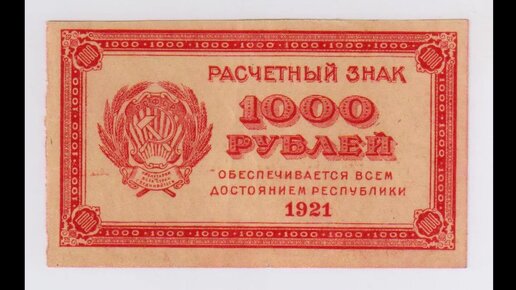 РАСЧЕТНЫЙ ЗНАК
1000
РУБЛЕЙ
ОБЕСПЕЧИВАЕТСЯ ВСЕМ
ДОСТОЯНИЕМ РЕСПУБЛИКИ
1921